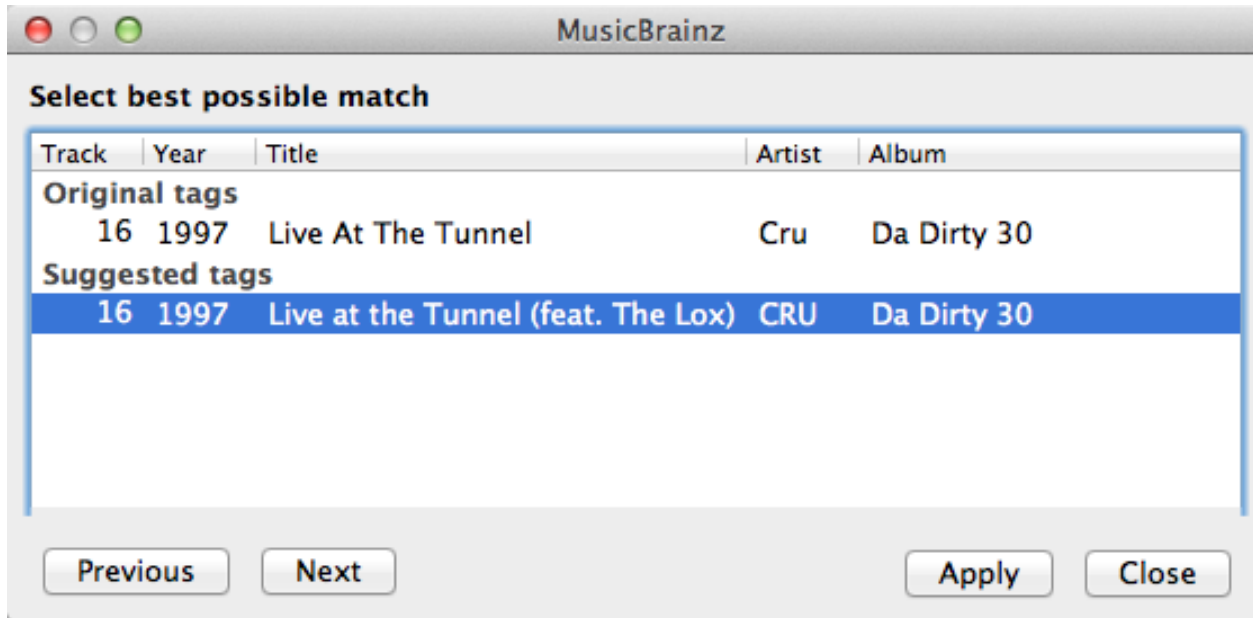 MusicBrainz
Select best possible match
Track Year Title Artist Album
Original tags
16 1997 Live At The Tunnel Cru Da Dirty 30
Suggested tags
16 1997 Live at the Tunnel (feat. The Lox) CRU Da Dirty 30
Previous Next Apply Close